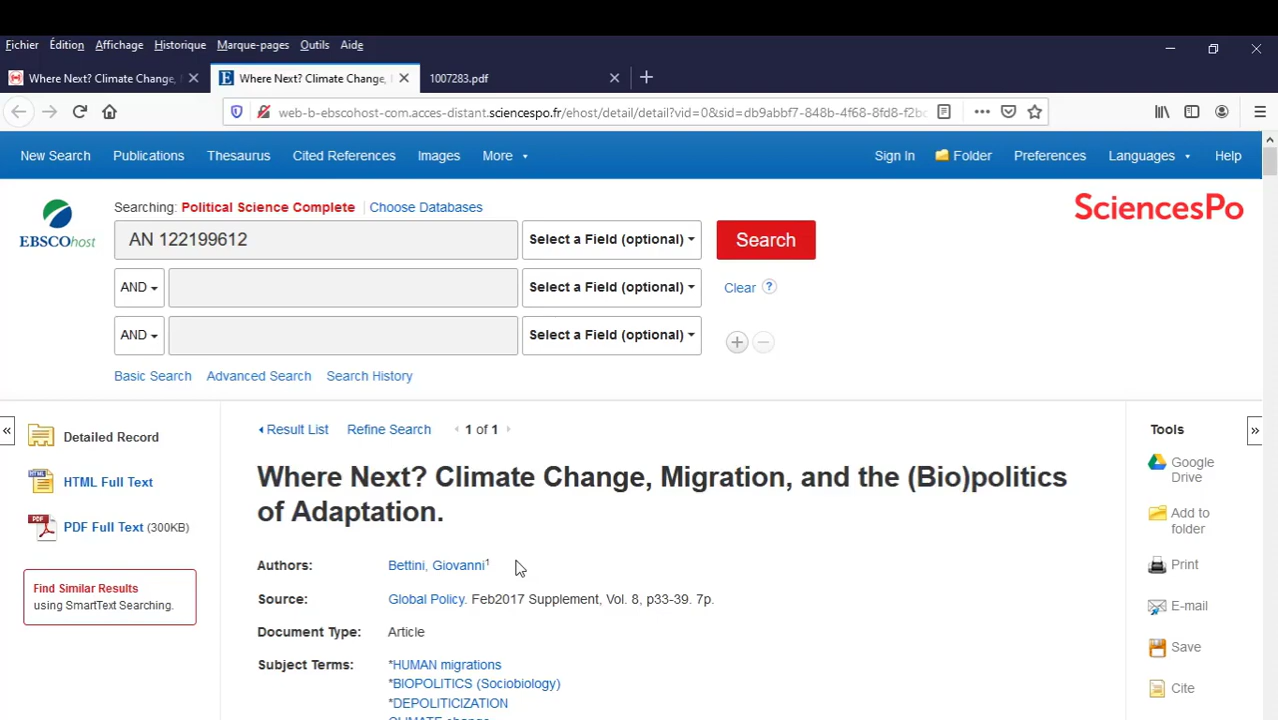 Fichier Édition Affichage Historique Marque-pages Outils Aide
Where Next? Climate Change,
Where Next? Climate Change,
1007283.pdf
web-b-ebscohost-com.acces-distant.sciencespo.fr/ehost/detail/detail?vid=0&sid=db9abbf7-848b-4f68-8fd8-f2bc
New Search Publications Thesaurus Cited References Images More Sign In Folder Preferences Languages Help
Searching: Political Science Complete Choose Databases
SciencesPo
EBSCOhost
AN 122199612 Select a Field (optional) Search
AND Select a Field (optional) Clear ?
AND Select a Field (optional)
Basic Search Advanced Search Search History
Detailed Record
HTML Full Text
PDF Full Text (300KB)
Find Similar Results
using SmartText Searching.
Result List Refine Search 1 of 1
Where Next? Climate Change, Migration, and the (Bio)politics
of Adaptation.
Authors: Bettini, Giovanni1
Source: Global Policy. Feb2017 Supplement, Vol. 8, p33-39. 7p.
Document Type: Article
Subject Terms: *HUMAN migrations
*BIOPOLITICS (Sociobiology)
*DEPOLITICIZATION
CLIMATE change
Tools
Google
Drive
Add to
folder
Print
E-mail
Save
Cite